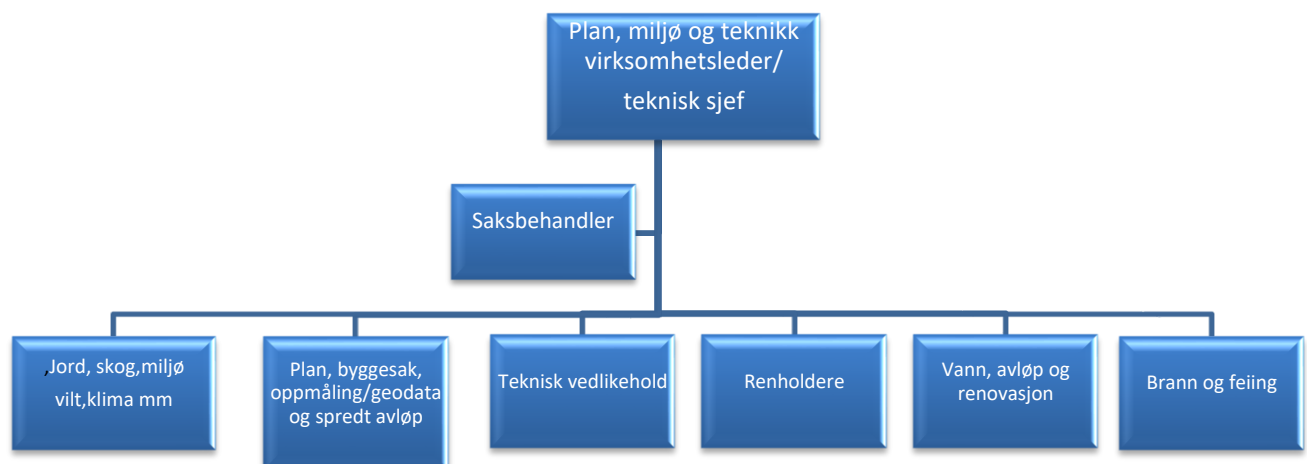 Plan, miljø og teknikk
virksomhetsleder/
teknisk sjef
Saksbehandler
,Jord, skog,miljø
vilt,klima mm
Plan, byggesak,
oppmåling/geodata
og spredt avløp
Teknisk vedlikehold
Renholdere
Vann, avløp og
renovasjon
Brann og feiing